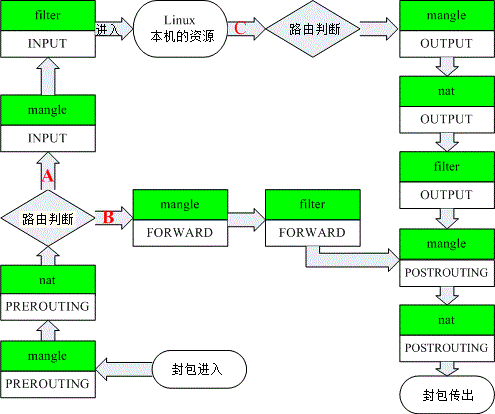 filter
INPUT
进入
Linux
本机的资源
C
路由判断
mangle
OUTPUT
mangle
INPUT
nat
OUTPUT
A
filter
OUTPUT
路由判断
B
mangle
FORWARD
filter
FORWARD
mangle
POSTROUTING
nat
PREROUTING
nat
POSTROUTING
mangle
PREROUTING
封包进入
封包传出